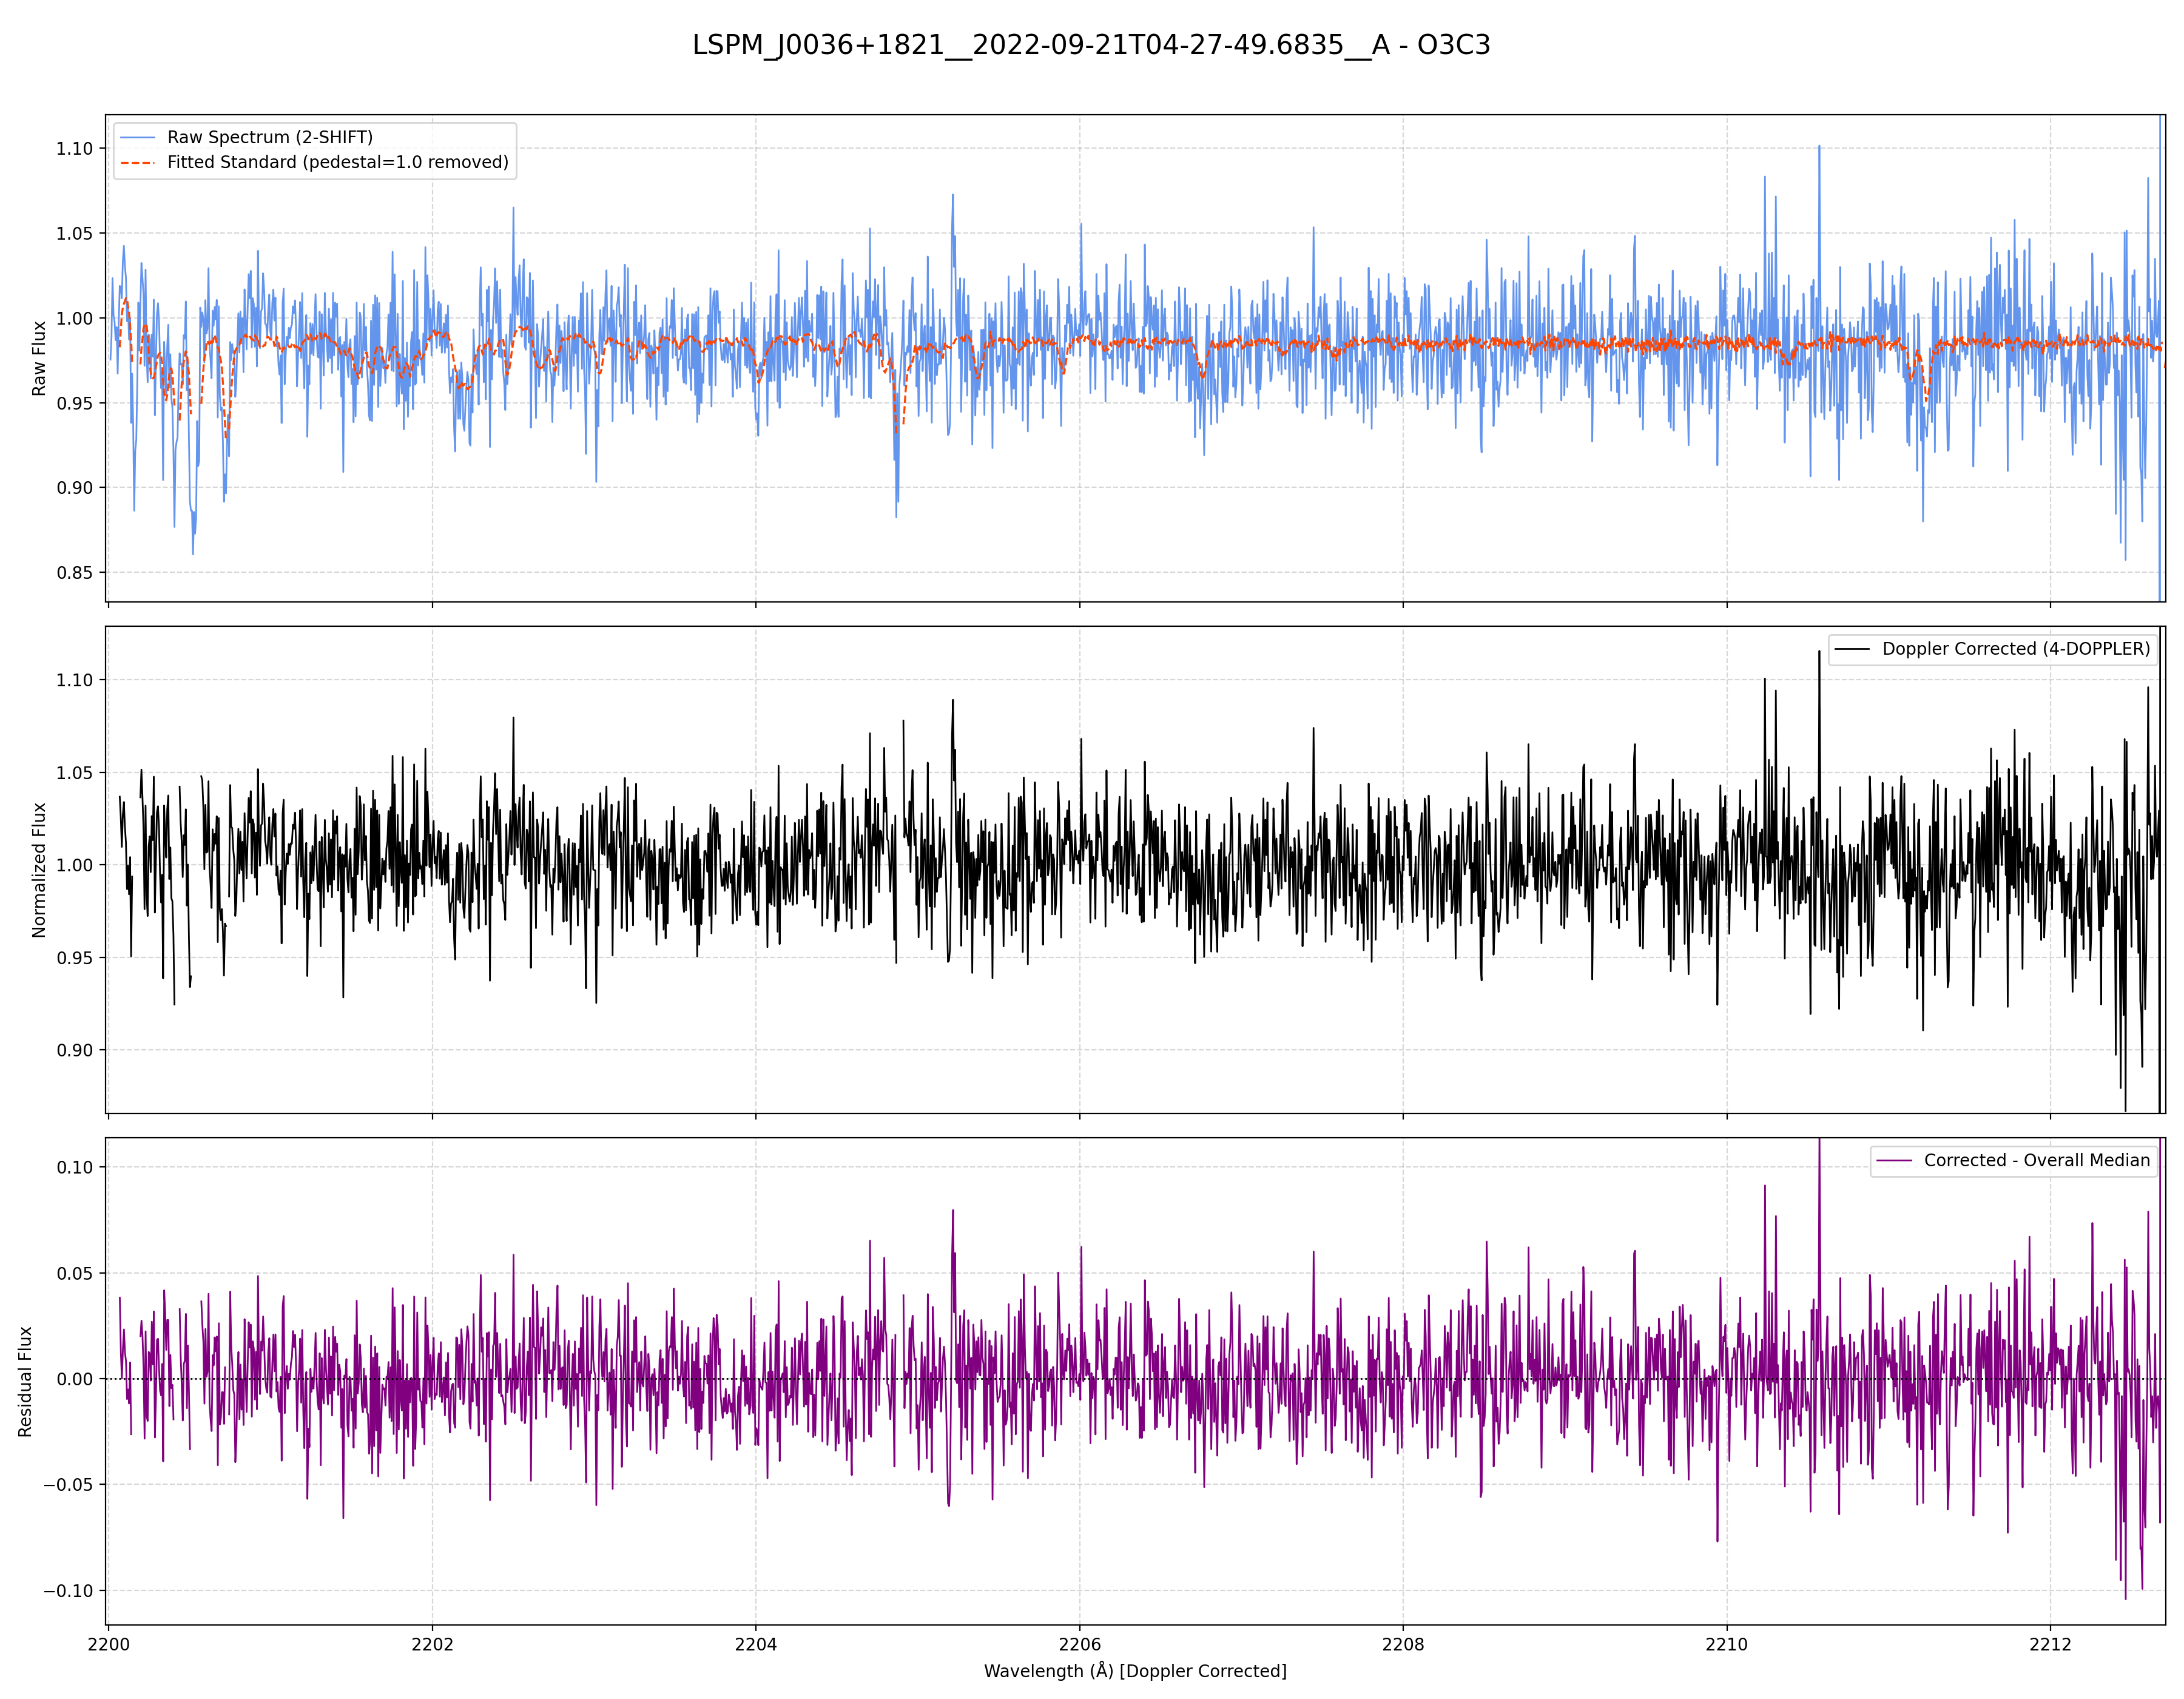 LSPM_J0036+1821__2022-09-21T04-27-49.6835__A - O3C3
Raw Spectrum (2-SHIFT)
Fitted Standard (pedestal=1.0 removed)
1.10
1.05
1.00
0.95
0.90
0.85
Raw Flux
Doppler Corrected (4-DOPPLER)
1.10
1.05
1.00
0.95
0.90
Normalized Flux
Corrected - Overall Median
0.10
0.05
0.00
−0.05
−0.10
Residual Flux
2200
2202
2204
2206
2208
2210
2212
Wavelength (Å) [Doppler Corrected]